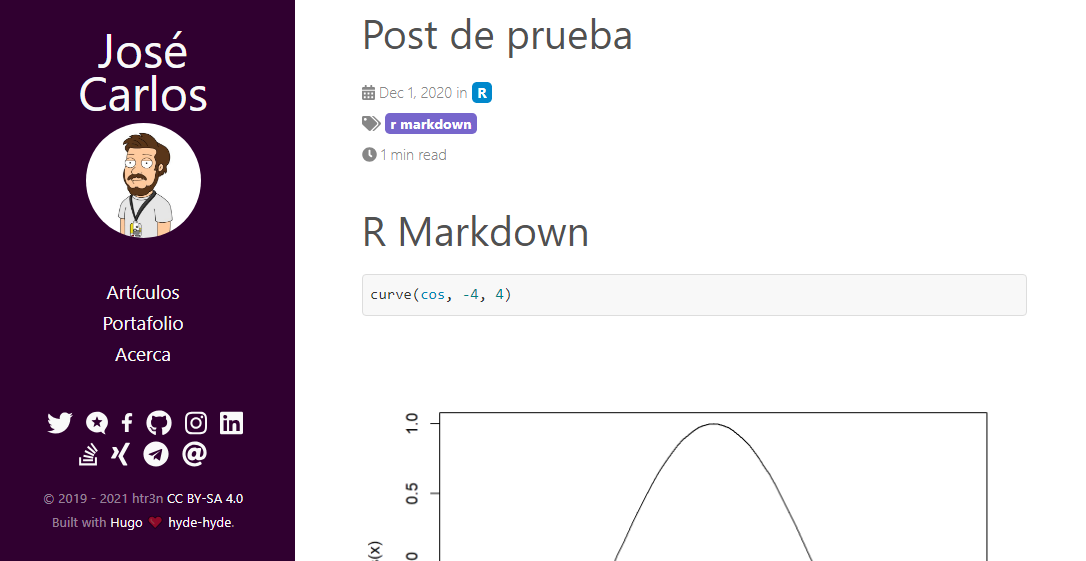 José
Carlos
Artículos
Portafolio
Acerca
© 2019 - 2021 htr3n CC BY-SA 4.0
Built with Hugo ❤ hyde-hyde.
Post de prueba
Dec 1, 2020 in R
r markdown
1 min read
R Markdown
curve(cos, -4, 4)
1.0
0.5